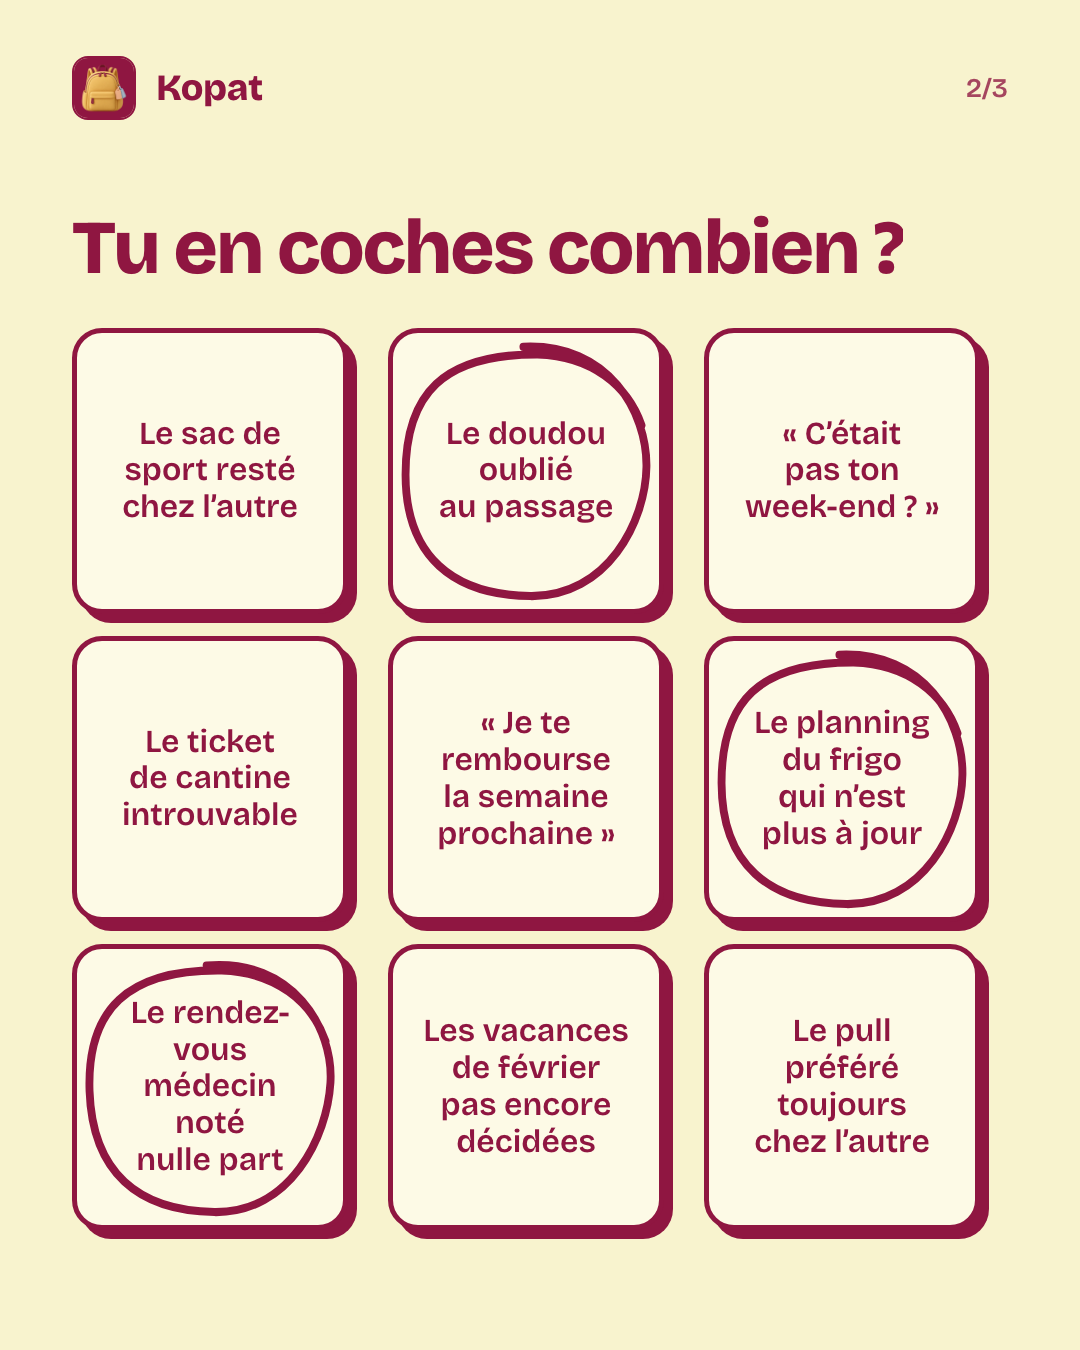 Kopat
2/3
Tu en coches combien ?
Le sac de
sport resté
chez l’autre
Le doudou
oublié
au passage
« C’était
pas ton
week-end ? »
Le ticket
de cantine
introuvable
« Je te
rembourse
la semaine
prochaine »
Le planning
du frigo
qui n’est
plus à jour
Le rendez-
vous
médecin
noté
nulle part
Les vacances
de février
pas encore
décidées
Le pull
préféré
toujours
chez l’autre